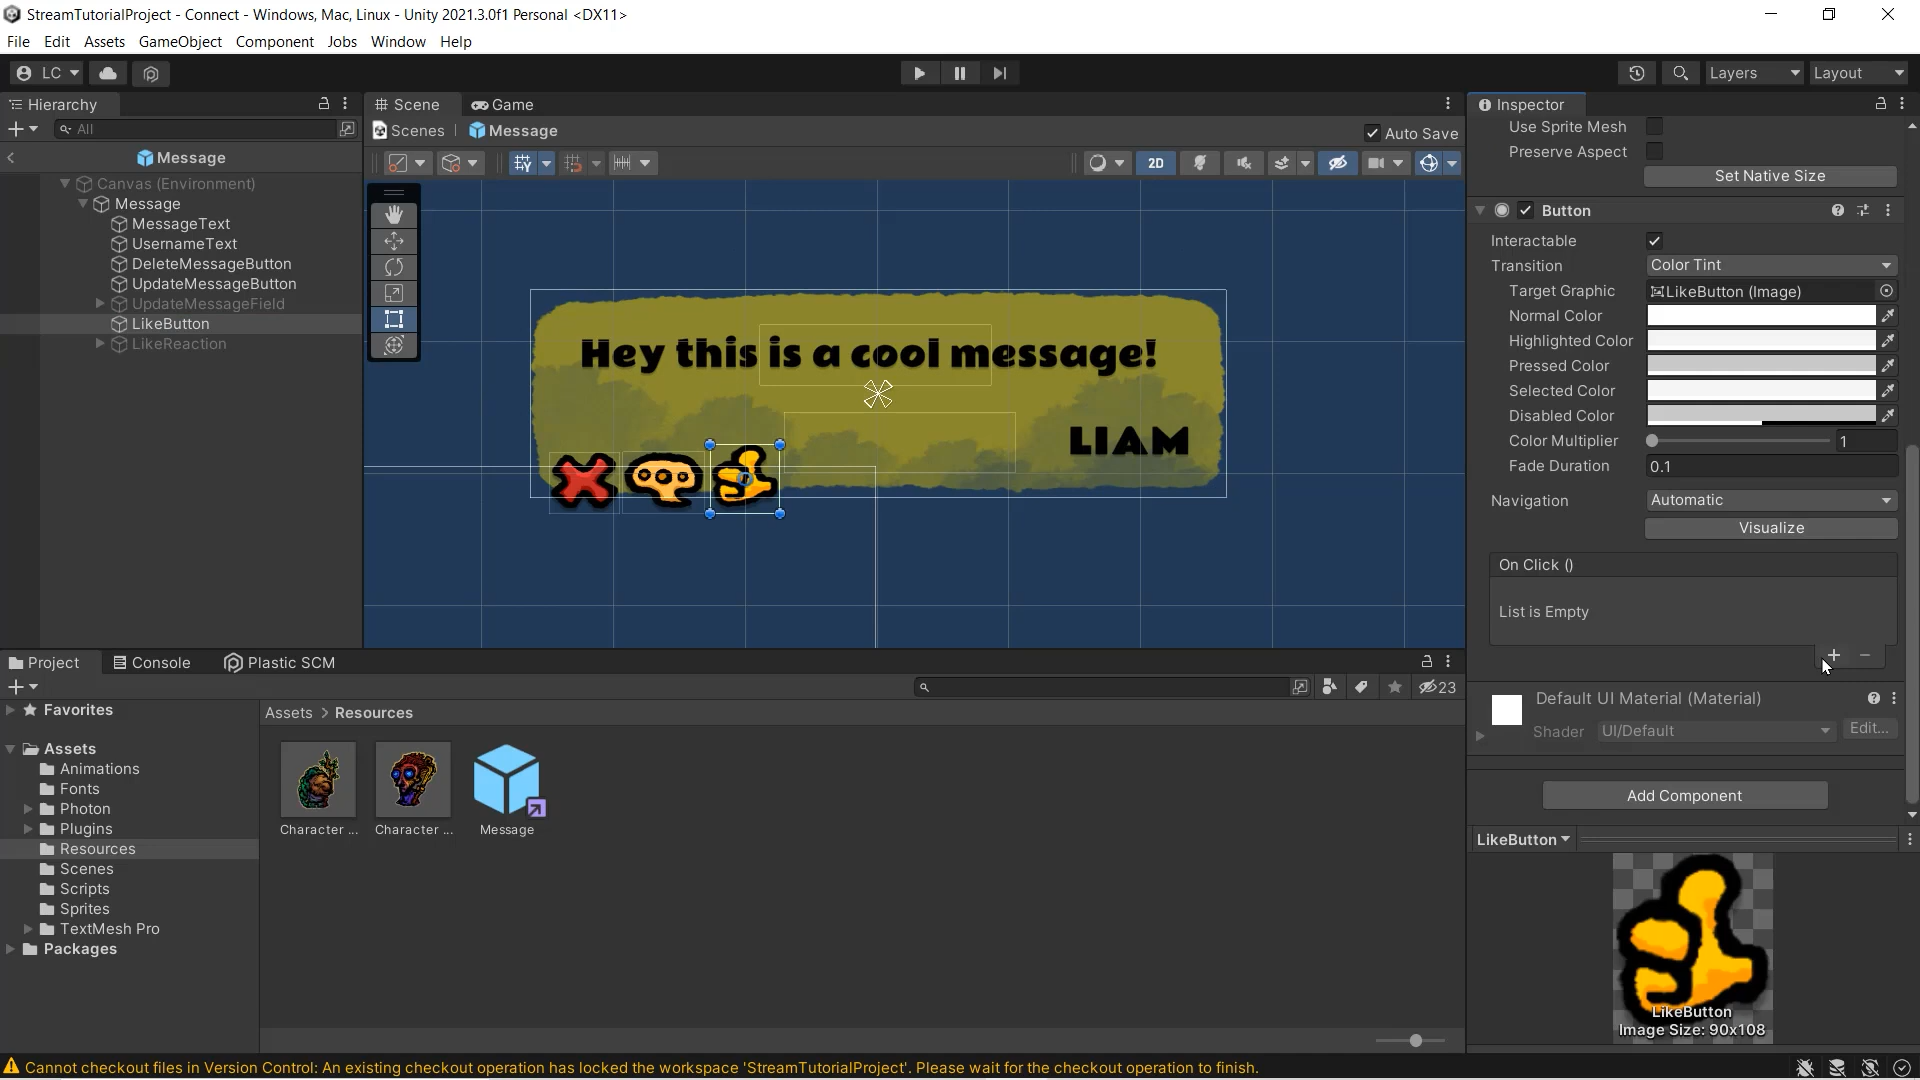 StreamTutorialProject - Connect - Windows, Mac, Linux - Unity 2021.3.0f1 Personal <DX11>
File Edit Assets GameObject Component Jobs Window Help
LC
Layers
Layout
Hierarchy
All
Message
Canvas (Environment)
Message
MessageText
UsernameText
DeleteMessageButton
UpdateMessageButton
UpdateMessageField
LikeButton
LikeReaction
Scene
Game
Scenes
Message
Auto Save
2D
Hey this is a cool message!
LIAM
Inspector
Use Sprite Mesh
Preserve Aspect
Set Native Size
Button
Interactable
Transition Color Tint
Target Graphic LikeButton (Image)
Normal Color
Highlighted Color
Pressed Color
Selected Color
Disabled Color
Color Multiplier 1
Fade Duration 0.1
Navigation Automatic
Visualize
On Click ()
List is Empty
Default UI Material (Material)
Shader UI/Default Edit...
Add Component
LikeButton
LikeButton
Image Size: 90x108
Project
Console
Plastic SCM
23
Favorites
Assets
Animations
Fonts
Photon
Plugins
Resources
Scenes
Scripts
Sprites
TextMesh Pro
Packages
Assets > Resources
Character ...
Character ...
Message
Cannot checkout files in Version Control: An existing checkout operation has locked the workspace 'StreamTutorialProject'. Please wait for the checkout operation to finish.